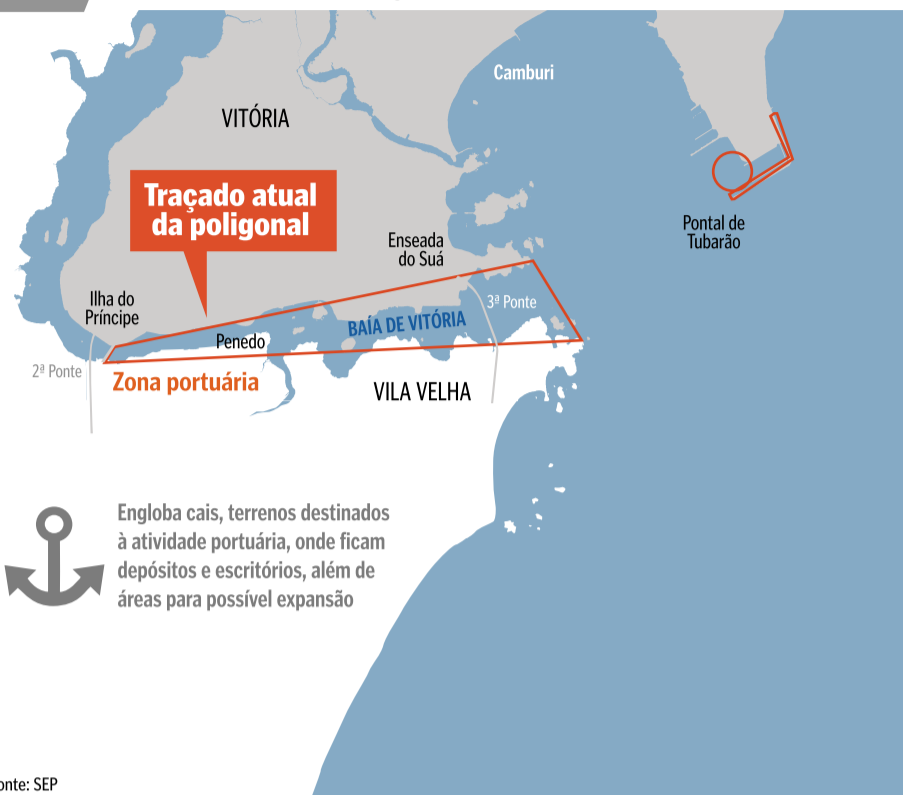 Camburi
VITÓRIA
Traçado atual
da poligonal
Pontal de
Tubarão
Enseada
do Suá
Ilha do
Príncipe
3ª Ponte
BAÍA DE VITÓRIA
Penedo
2ª Ponte
Zona portuária
VILA VELHA
Engloba cais, terrenos destinados
à atividade portuária, onde ficam
depósitos e escritórios, além de
áreas para possível expansão
onte: SEP